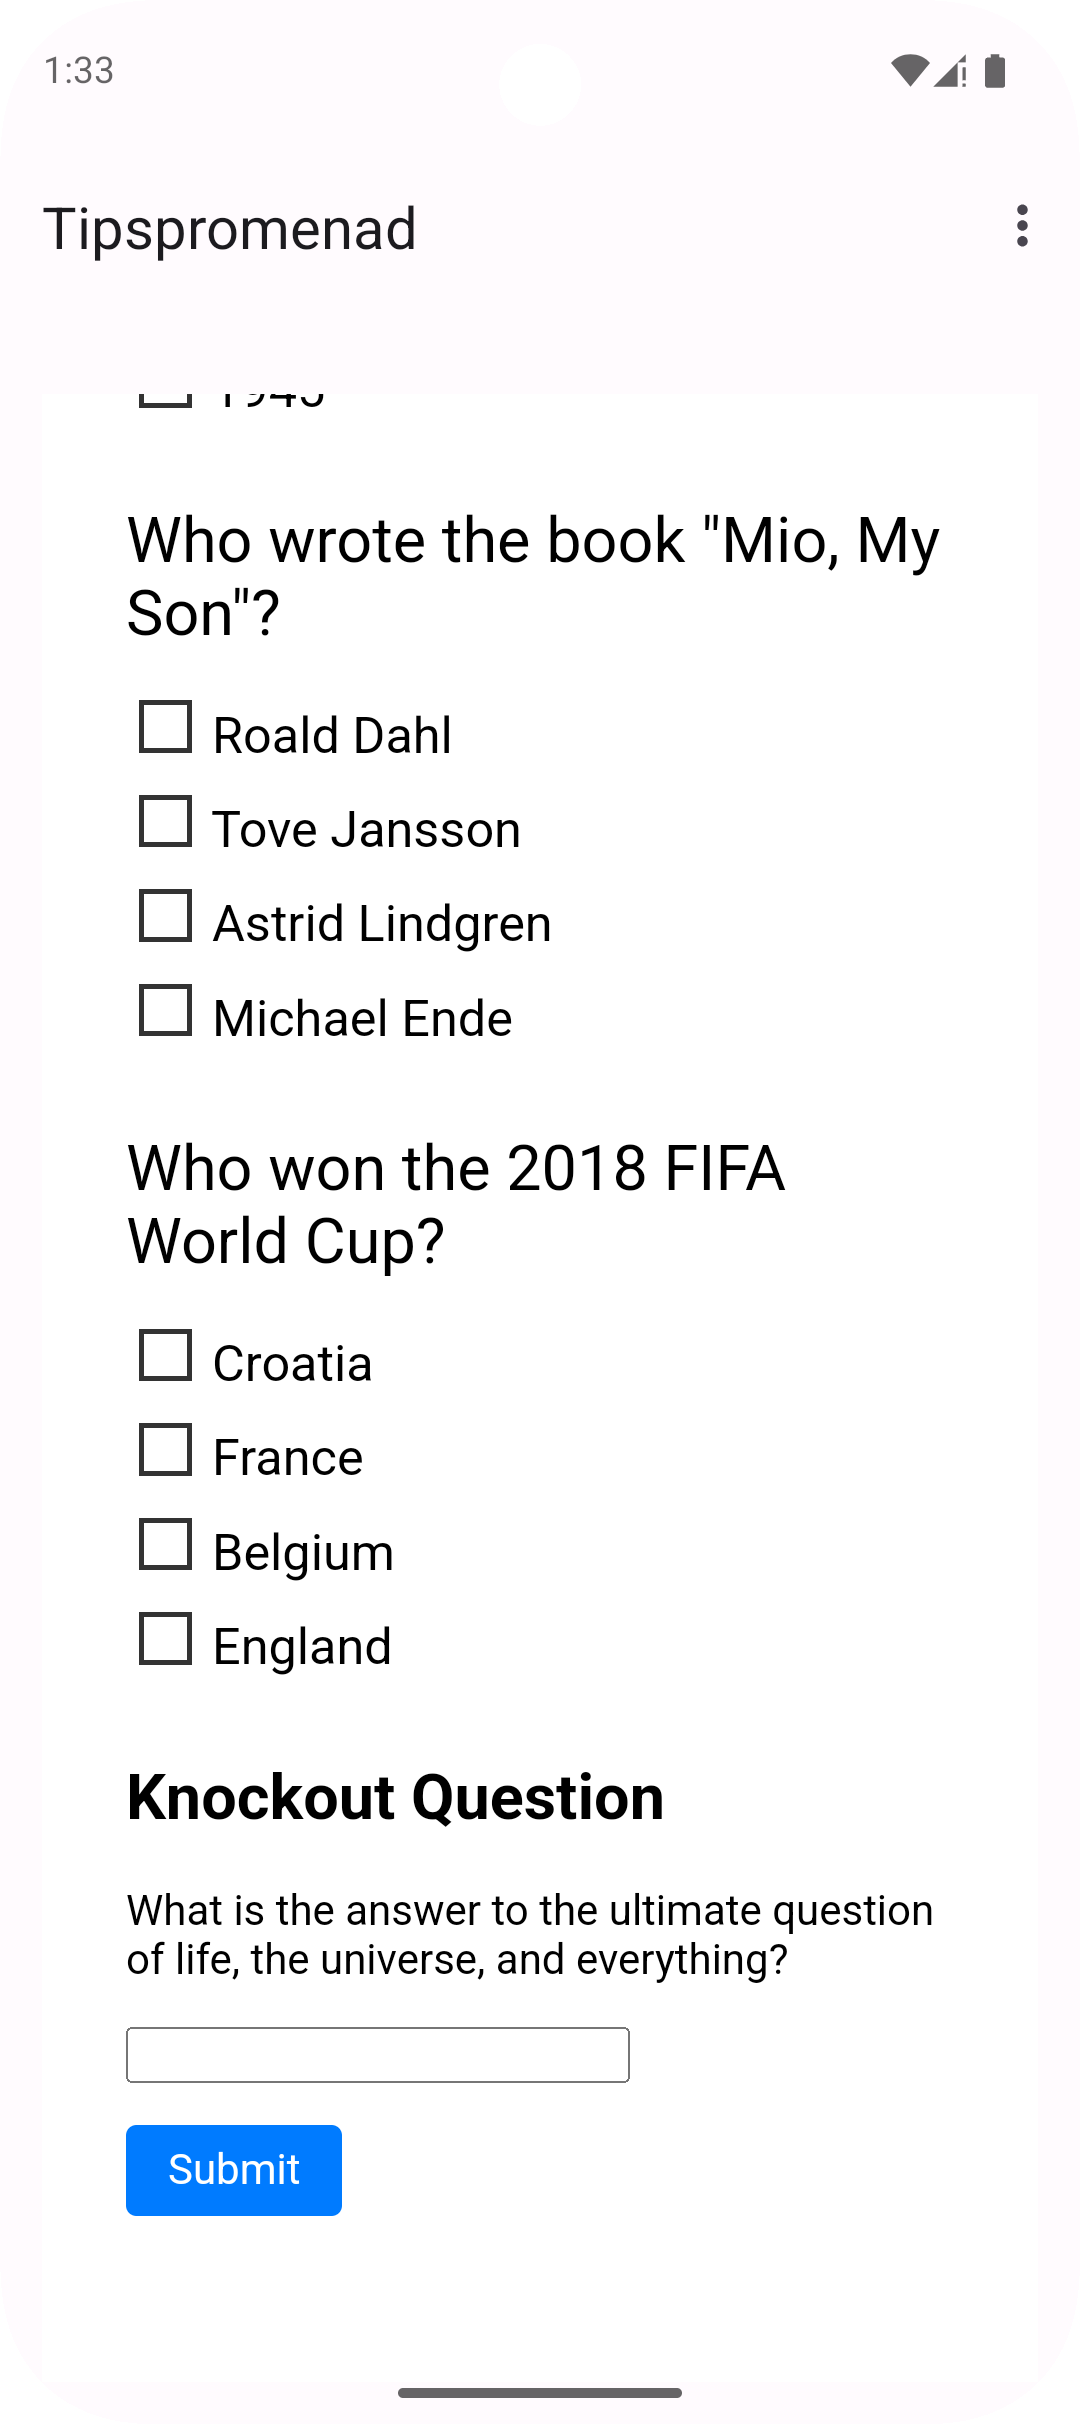 1:33
Tipspromenad
Who wrote the book "Mio, My
Son"?
Roald Dahl
Tove Jansson
Astrid Lindgren
Michael Ende
Who won the 2018 FIFA
World Cup?
Croatia
France
Belgium
England
Knockout Question
What is the answer to the ultimate question
of life, the universe, and everything?
Submit